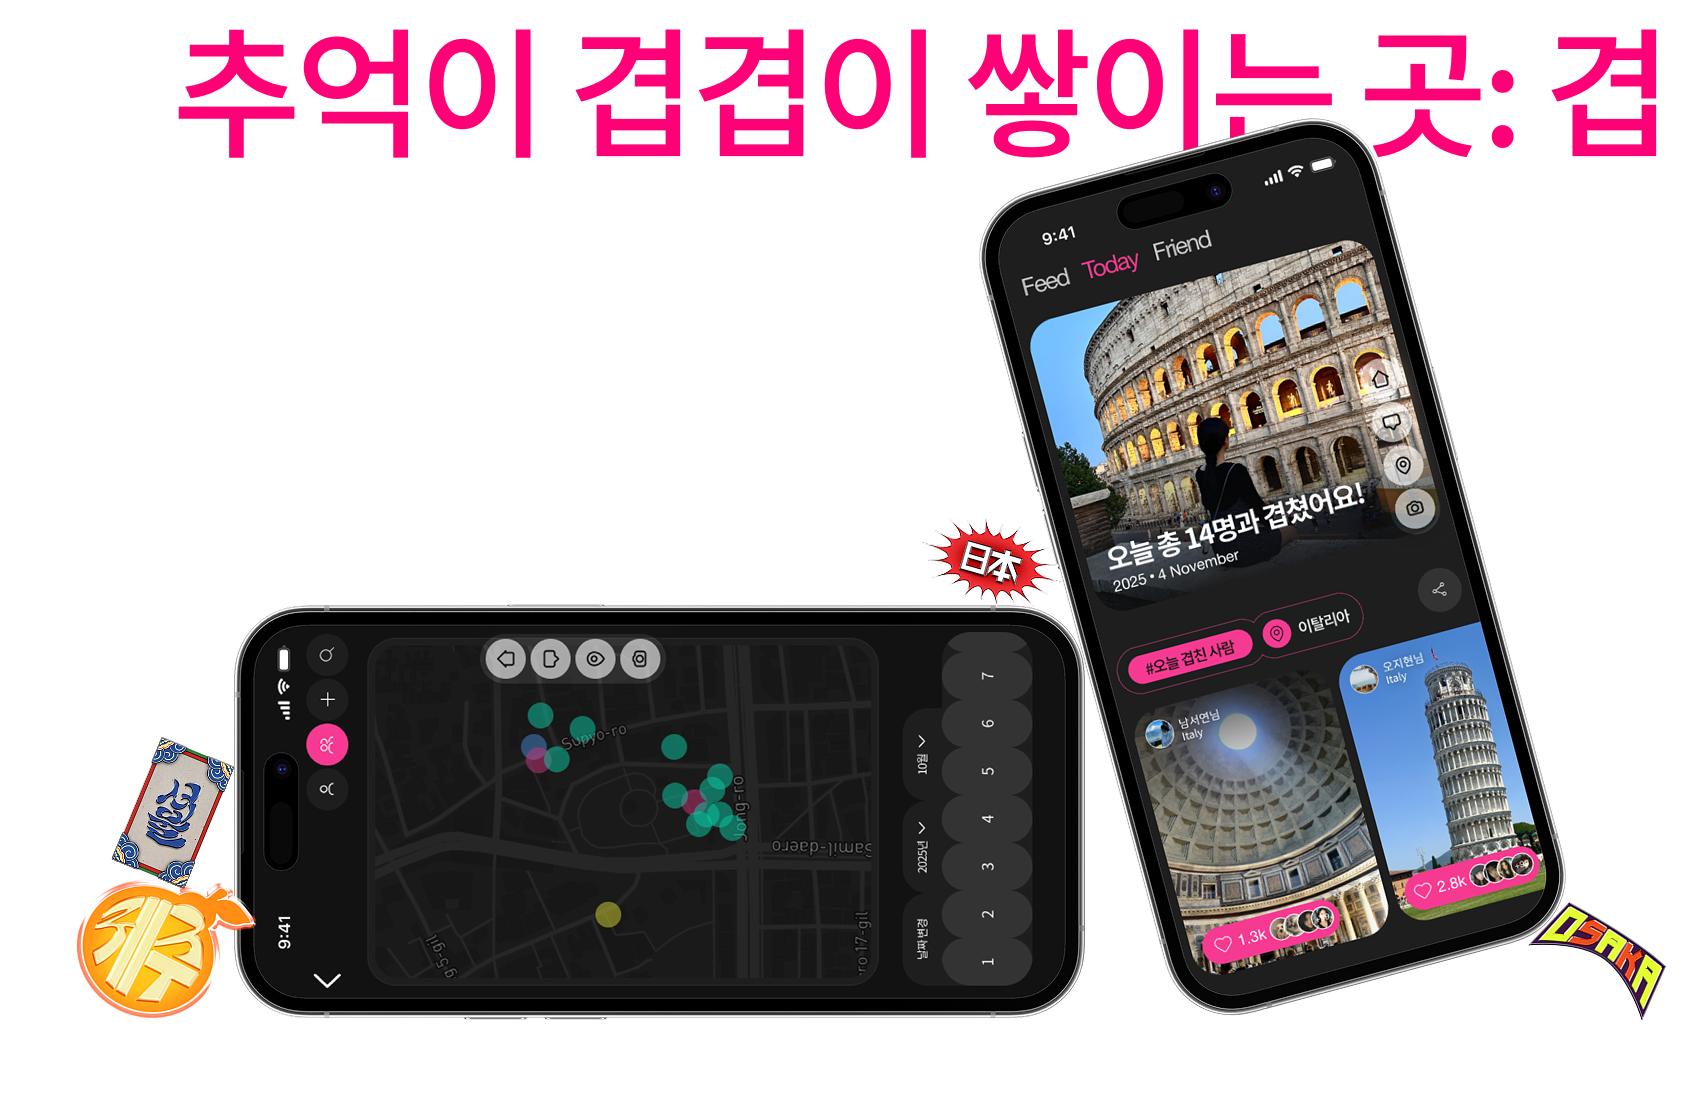 추억이 겹겹이 쌓이는 곳: 겹
9:41
Feed Today Friend
오늘 총 14명과 겹쳤어요!
2025 • 4 November
#오늘 겹친 사람
이탈리아
남서연님
Italy
오지현님
Italy
1.3k
2.8k
日本
9:41
Supyo-ro
Jong-ro
Samil-daero
ro 17-gil
g 5-gil
날짜변경
2025년
10월
1
2
3
4
5
6
7
제주
OSAKA